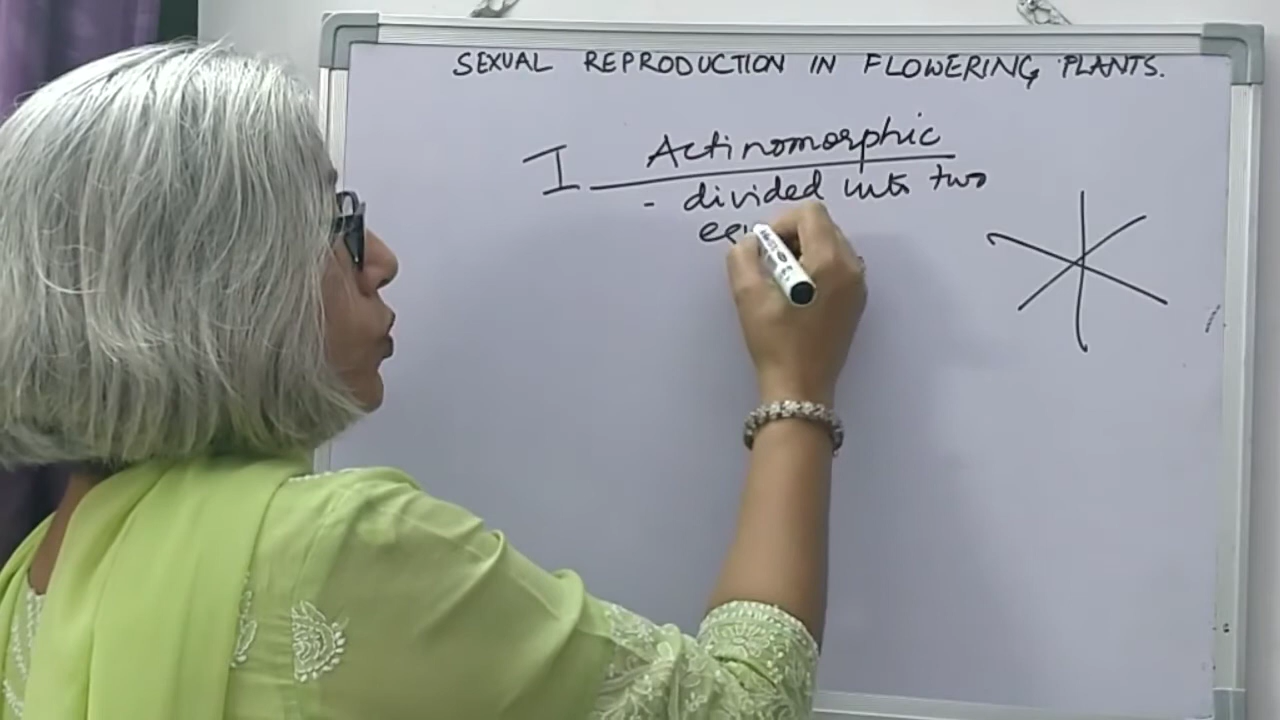 SEXUAL REPRODUCTION IN FLOWERING PLANTS.
I Actinomorphic
- divided into two